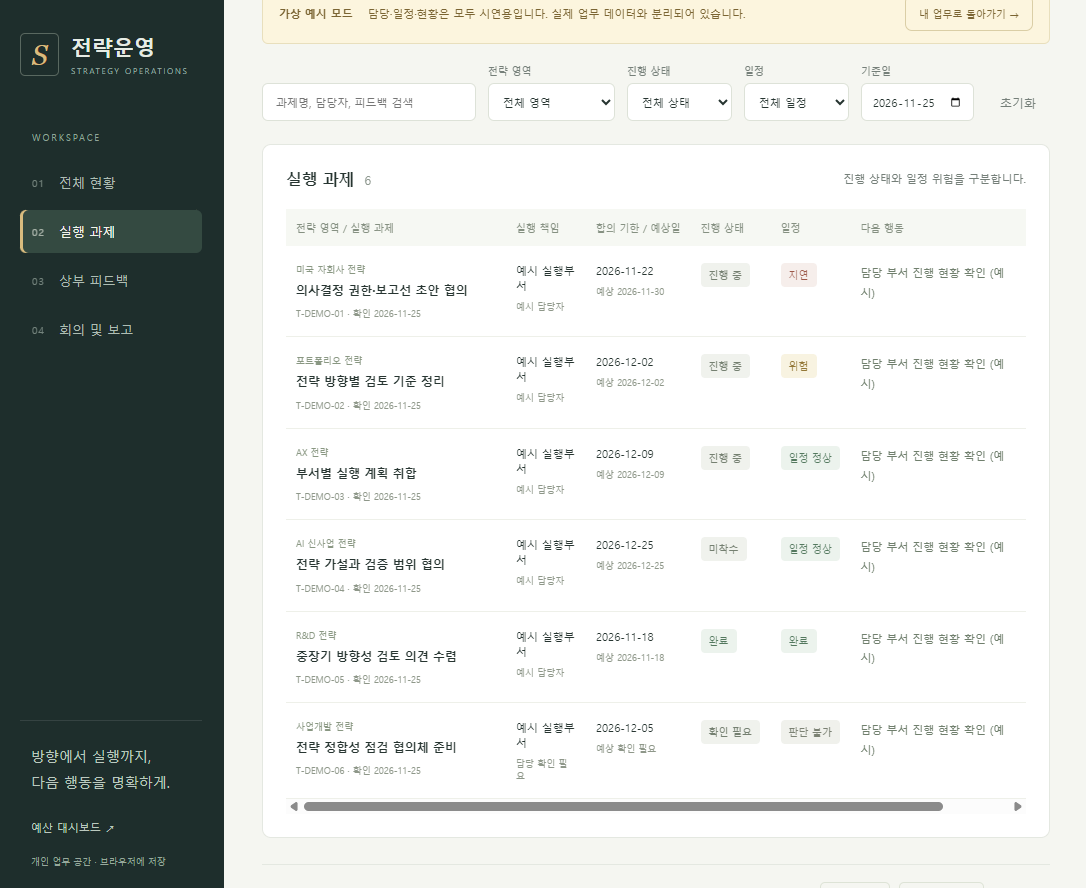 S 전략운영
STRATEGY OPERATIONS
WORKSPACE
01 전체 현황
02 실행 과제
03 상부 피드백
04 회의 및 보고
방향에서 실행까지,
다음 행동을 명확하게.
예산 대시보드 ↗
개인 업무 공간 · 브라우저에 저장
가상 예시 모드 담당·일정·현황은 모두 시연용입니다. 실제 업무 데이터와 분리되어 있습니다. 내 업무로 돌아가기 →
전략 영역 진행 상태 일정 기준일
과제명, 담당자, 피드백 검색 전체 영역 전체 상태 전체 일정 2026-11-25 초기화
실행 과제 6 진행 상태와 일정 위험을 구분합니다.
전략 영역 / 실행 과제 실행 책임 합의 기한 / 예상일 진행 상태 일정 다음 행동
미국 자회사 전략
의사결정 권한·보고선 초안 협의
T-DEMO-01 · 확인 2026-11-25
예시 실행부
서
예시 담당자
2026-11-22
예상 2026-11-30
진행 중
지연
담당 부서 진행 현황 확인 (예
시)
포트폴리오 전략
전략 방향별 검토 기준 정리
T-DEMO-02 · 확인 2026-11-25
예시 실행부
서
예시 담당자
2026-12-02
예상 2026-12-02
진행 중
위험
담당 부서 진행 현황 확인 (예
시)
AX 전략
부서별 실행 계획 취합
T-DEMO-03 · 확인 2026-11-25
예시 실행부
서
예시 담당자
2026-12-09
예상 2026-12-09
진행 중
일정 정상
담당 부서 진행 현황 확인 (예
시)
AI 신사업 전략
전략 가설과 검증 범위 협의
T-DEMO-04 · 확인 2026-11-25
예시 실행부
서
예시 담당자
2026-12-25
예상 2026-12-25
미착수
일정 정상
담당 부서 진행 현황 확인 (예
시)
R&D 전략
중장기 방향성 검토 의견 수렴
T-DEMO-05 · 확인 2026-11-25
예시 실행부
서
예시 담당자
2026-11-18
예상 2026-11-18
완료
완료
담당 부서 진행 현황 확인 (예
시)
사업개발 전략
전략 정합성 점검 협의체 준비
T-DEMO-06 · 확인 2026-11-25
예시 실행부
서
담당 확인 필
요
2026-12-05
예상 확인 필요
확인 필요
판단 불가
담당 부서 진행 현황 확인 (예
시)